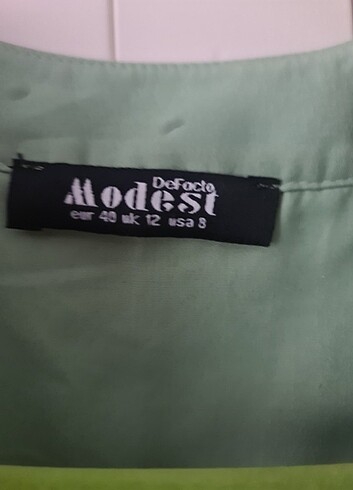 DeFacto
Modest
eur 40 uk 12 usa 8